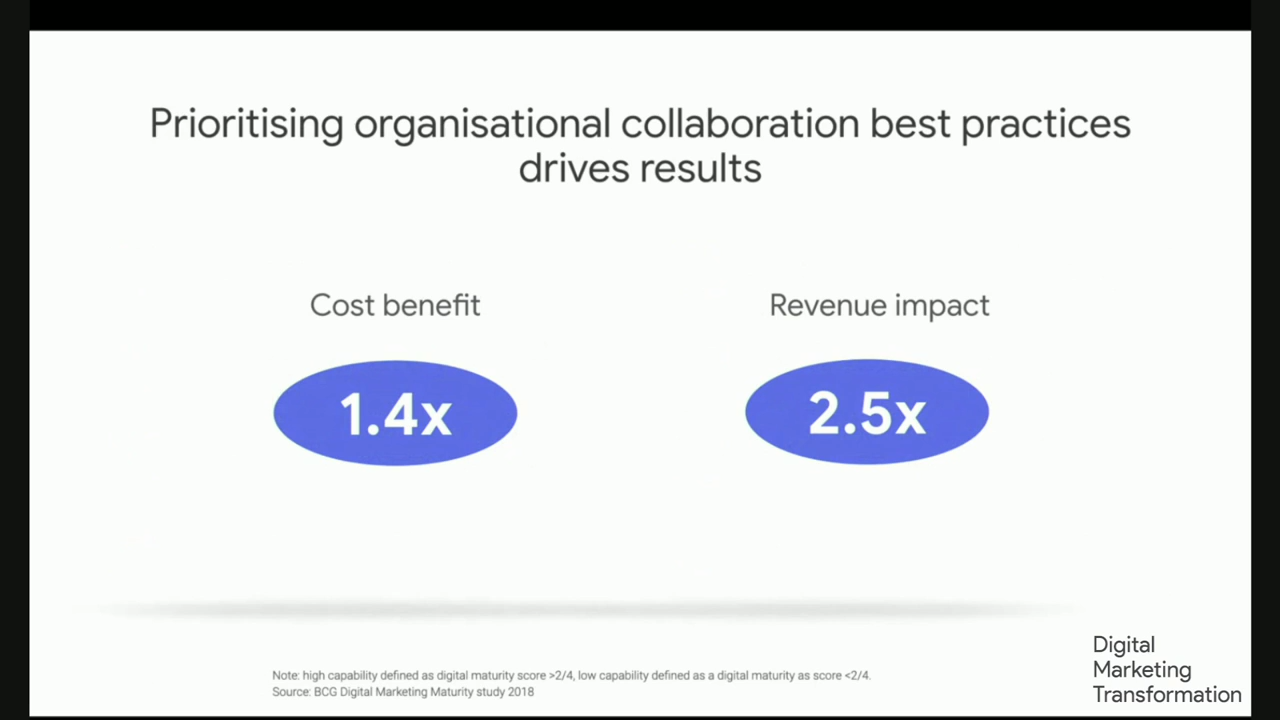 Prioritising organisational collaboration best practices
drives results
Cost benefit
Revenue impact
1.4x
2.5x
Note: high capability defined as digital maturity score >2/4, low capability defined as a digital maturity as score <2/4.
Source: BCG Digital Marketing Maturity study 2018
Digital
Marketing
Transformation